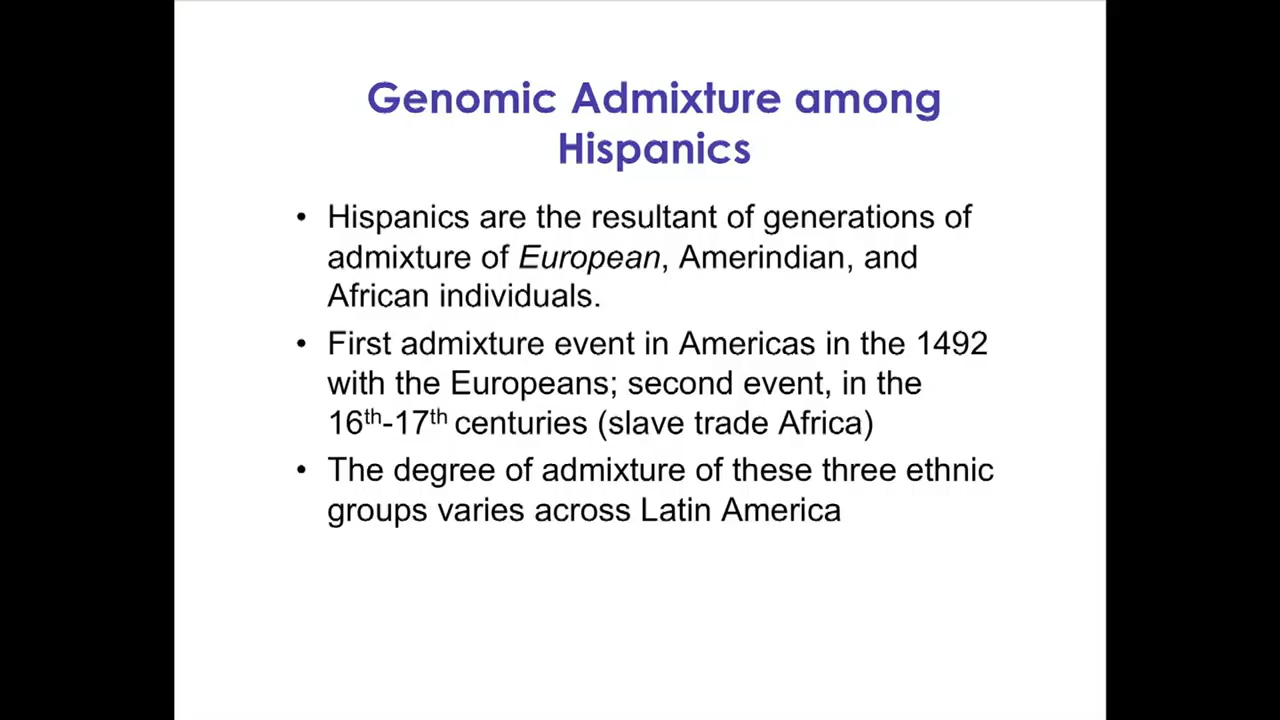 Genomic Admixture among
Hispanics
• Hispanics are the resultant of generations of
admixture of European, Amerindian, and
African individuals.
• First admixture event in Americas in the 1492
with the Europeans; second event, in the
16th-17th centuries (slave trade Africa)
• The degree of admixture of these three ethnic
groups varies across Latin America